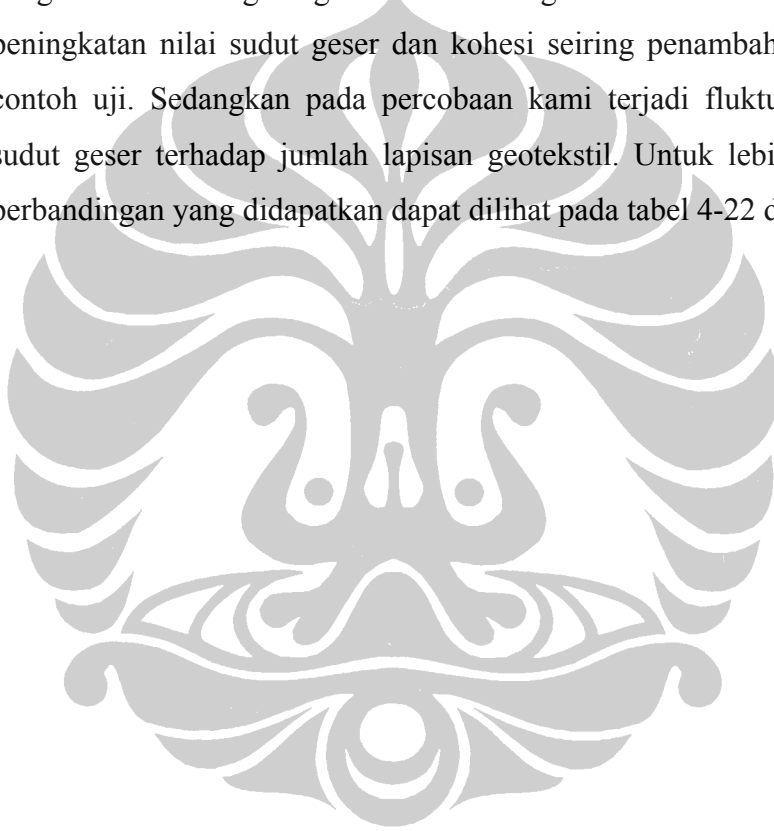 peningkatan nilai sudut geser dan kohesi seiring penambah
contoh uji. Sedangkan pada percobaan kami terjadi fluktu
sudut geser terhadap jumlah lapisan geotekstil. Untuk lebi
perbandingan yang didapatkan dapat dilihat pada tabel 4-22 d